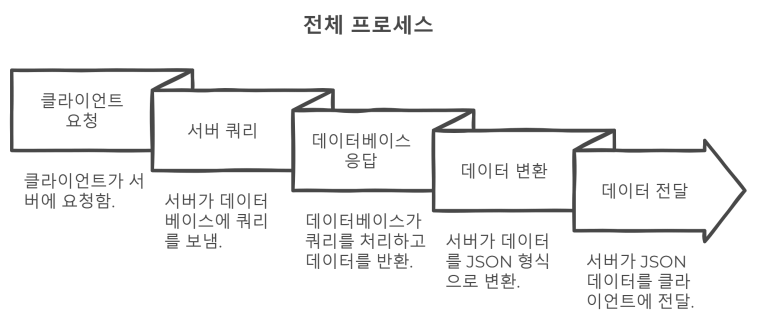 전체 프로세스
클라이언트
요청
클라이언트가 서
버에 요청함.
서버 쿼리
서버가 데이터
베이스에 쿼리
를 보냄.
데이터베이스
응답
데이터베이스가
쿼리를 처리하고
데이터를 반환.
데이터 변환
서버가 데이터
를 JSON 형식
으로 변환.
데이터 전달
서버가 JSON
데이터를 클라
이언트에 전달.